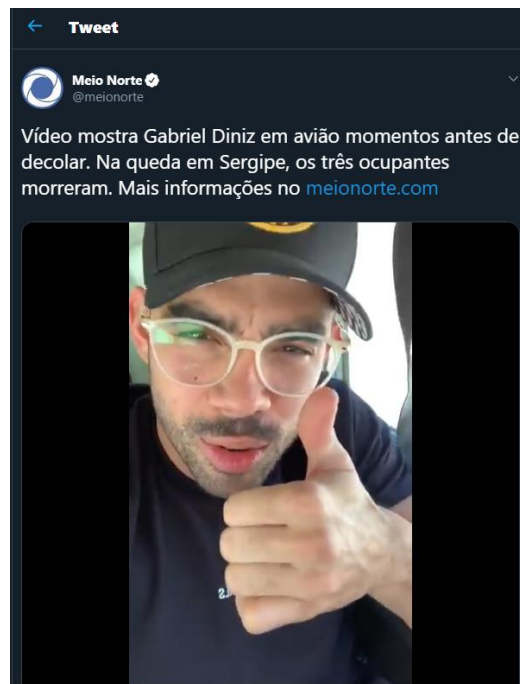 Tweet
Meio Norte
@meionorte
Vídeo mostra Gabriel Diniz em avião momentos antes de
decolar. Na queda em Sergipe, os três ocupantes
morreram. Mais informações no meionorte.com